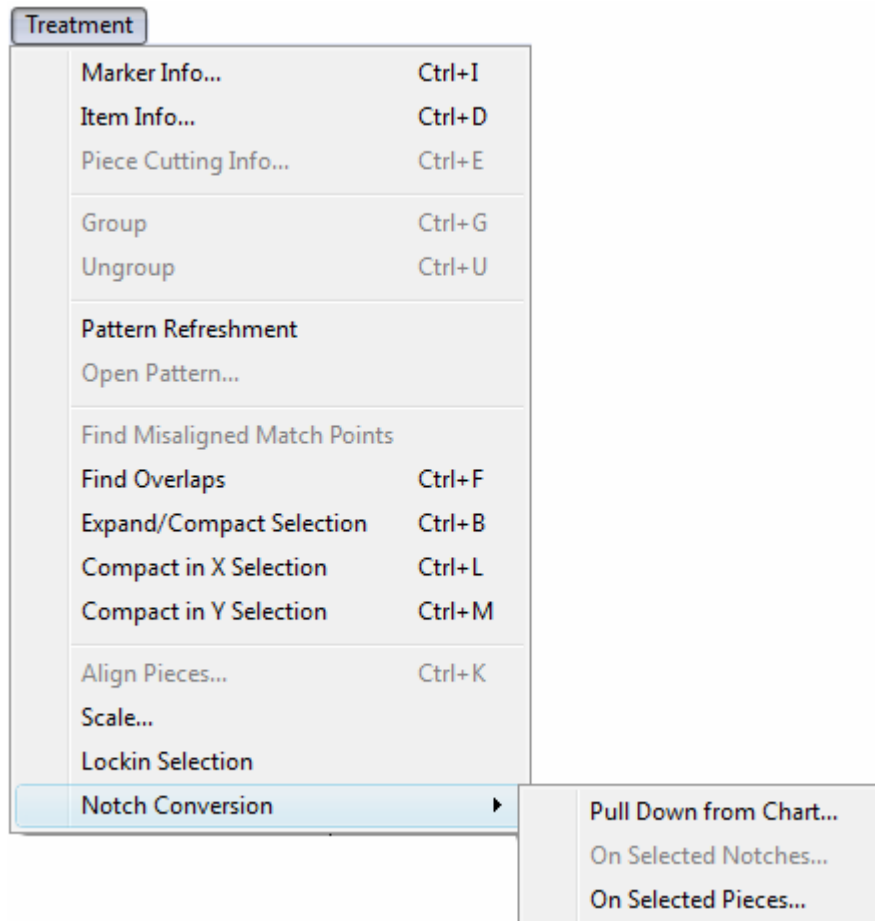 Treatment
Marker Info... Ctrl+I
Item Info... Ctrl+D
Piece Cutting Info... Ctrl+E
Group Ctrl+G
Ungroup Ctrl+U
Pattern Refreshment
Open Pattern...
Find Misaligned Match Points
Find Overlaps Ctrl+F
Expand/Compact Selection Ctrl+B
Compact in X Selection Ctrl+L
Compact in Y Selection Ctrl+M
Align Pieces... Ctrl+K
Scale...
Lockin Selection
Notch Conversion
Pull Down from Chart...
On Selected Notches...
On Selected Pieces...